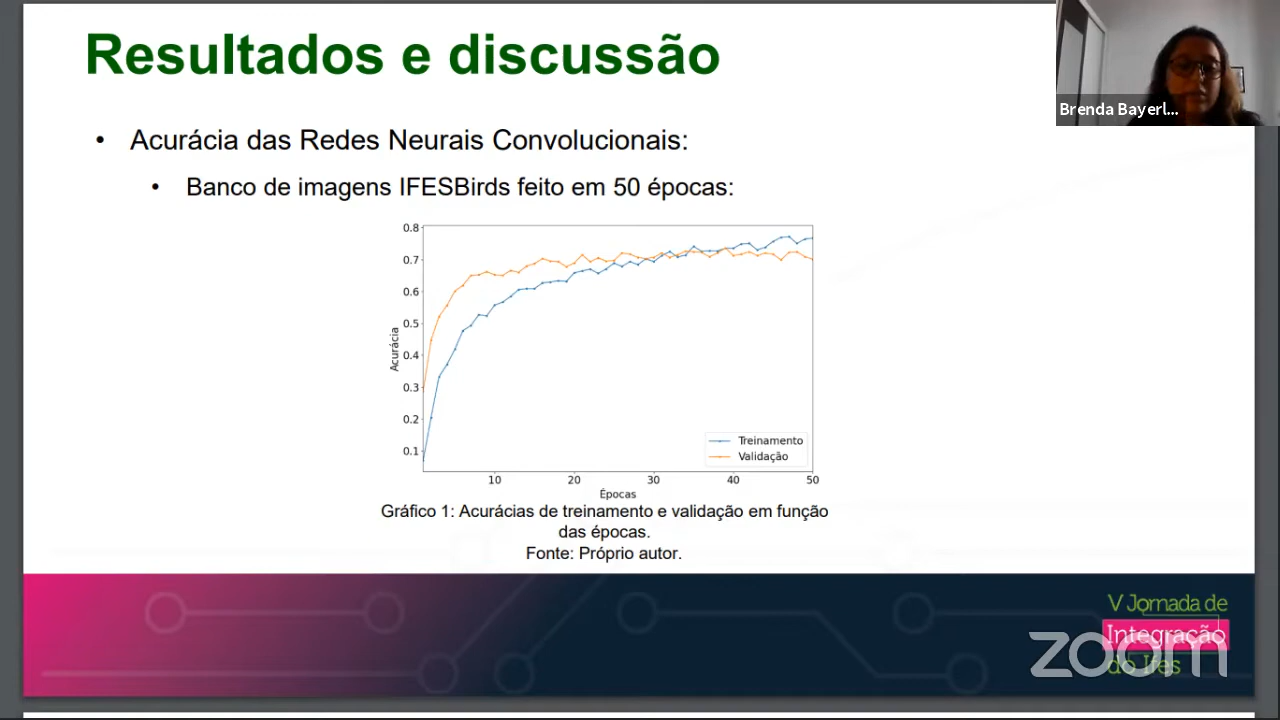 Resultados e discussão
Brenda Bayerl...
• Acurácia das Redes Neurais Convolucionais:
• Banco de imagens IFESBirds feito em 50 épocas:
0.8
0.7
0.6
0.5
0.4
0.3
0.2
0.1
Acurácia
Treinamento
Validação
10 20 30 40 50
Épocas
Gráfico 1: Acurácias de treinamento e validação em função
das épocas.
Fonte: Próprio autor.
V Jornada de
Integração
do Ifes
zoom